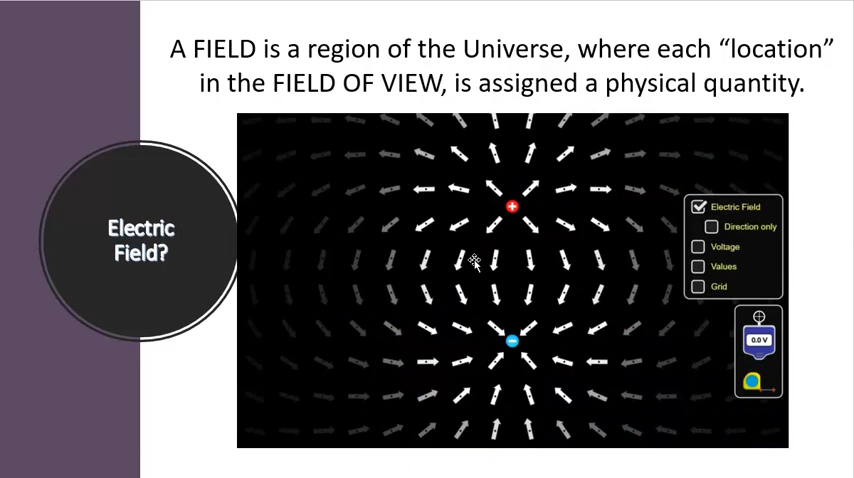 A FIELD is a region of the Universe, where each “location”
in the FIELD OF VIEW, is assigned a physical quantity.
Electric
Field?
+
−
Electric Field
Direction only
Voltage
Values
Grid
0.0 V